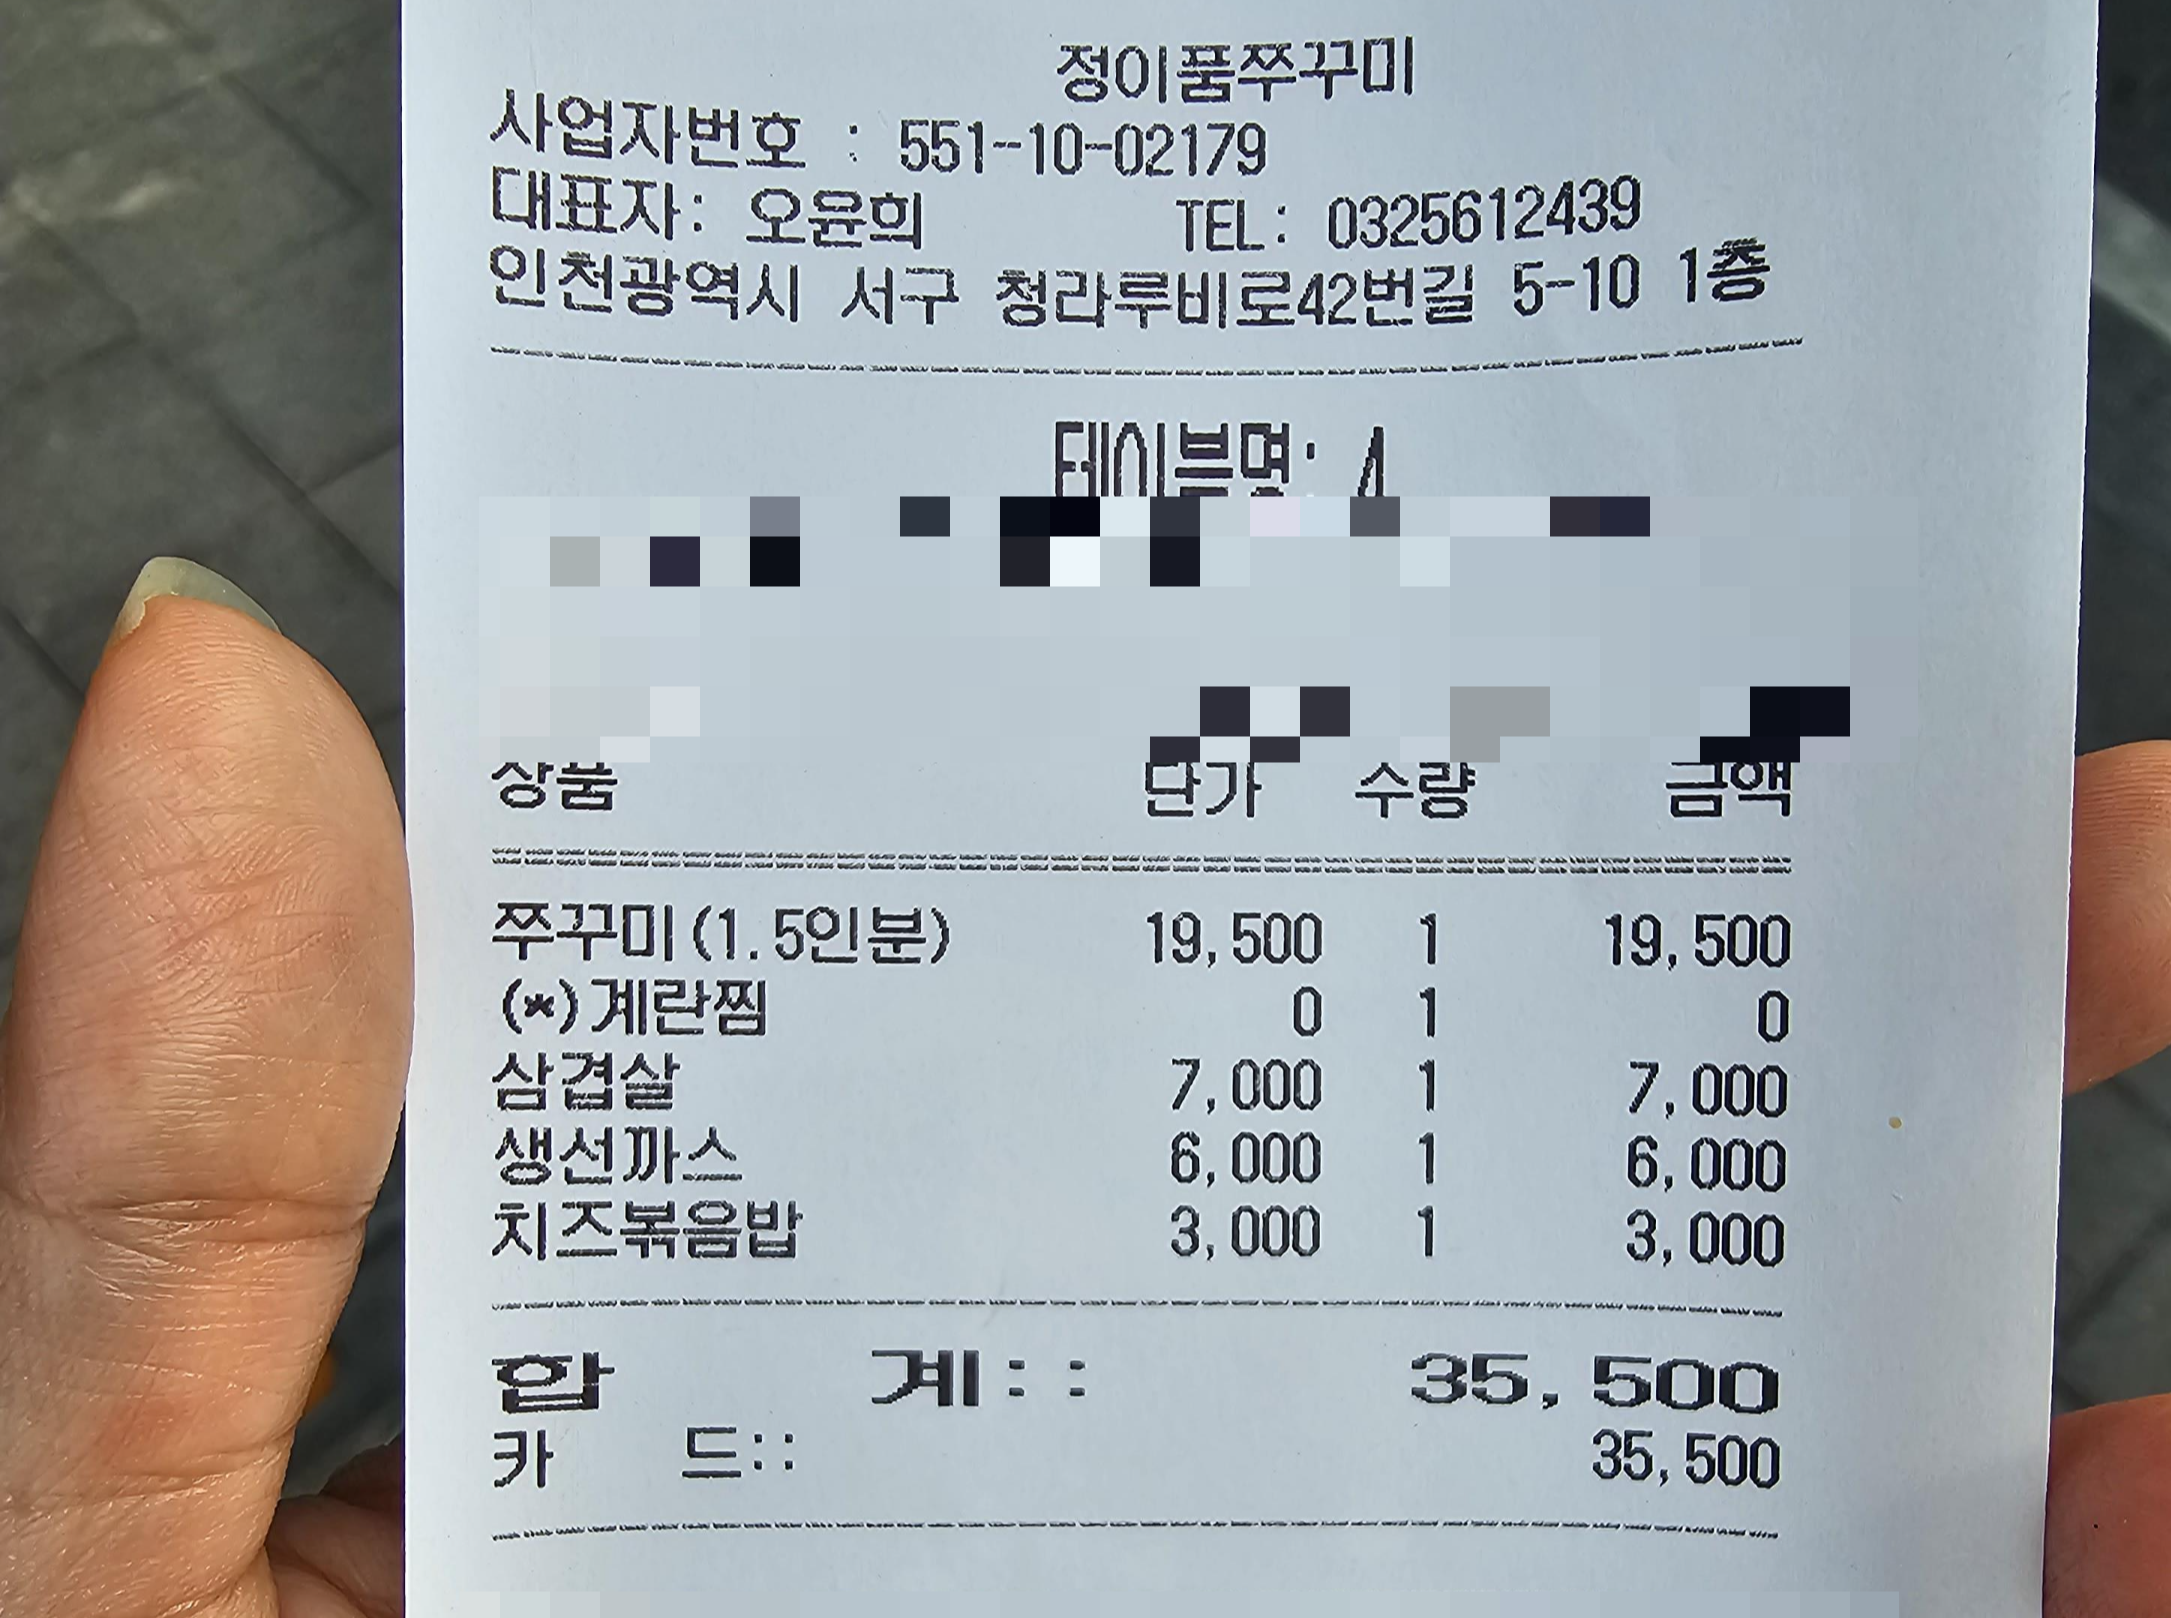 정이품쭈꾸미
사업자번호 : 551-10-02179
대표자: 오윤희 TEL: 0325612439
인천광역시 서구 청라루비로42번길 5-10 1층
테이블명: 4
상품 단가 수량 금액
쭈꾸미(1.5인분) 19,500 1 19,500
(*)계란찜 0 1 0
삼겹살 7,000 1 7,000
생선까스 6,000 1 6,000
치즈볶음밥 3,000 1 3,000
합 계:: 35,500
카 드:: 35,500